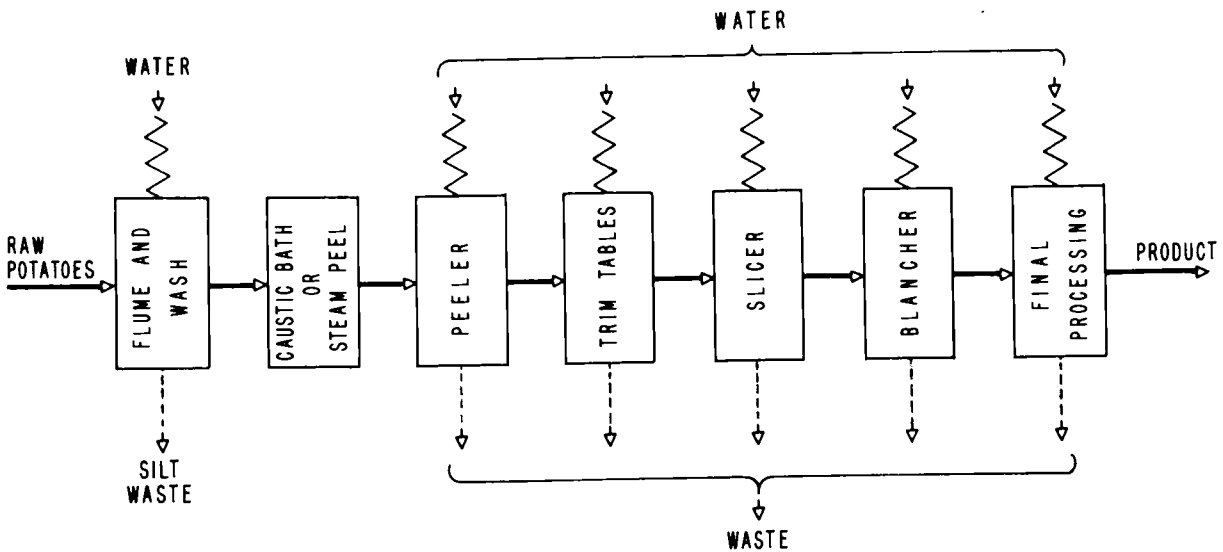 WATER
WATER
RAW
POTATOES
FLUME AND
WASH
CAUSTIC BATH
OR
STEAM PEEL
PEELER
TRIM TABLES
SLICER
BLANCHER
FINAL
PROCESSING
PRODUCT
SILT
WASTE
WASTE